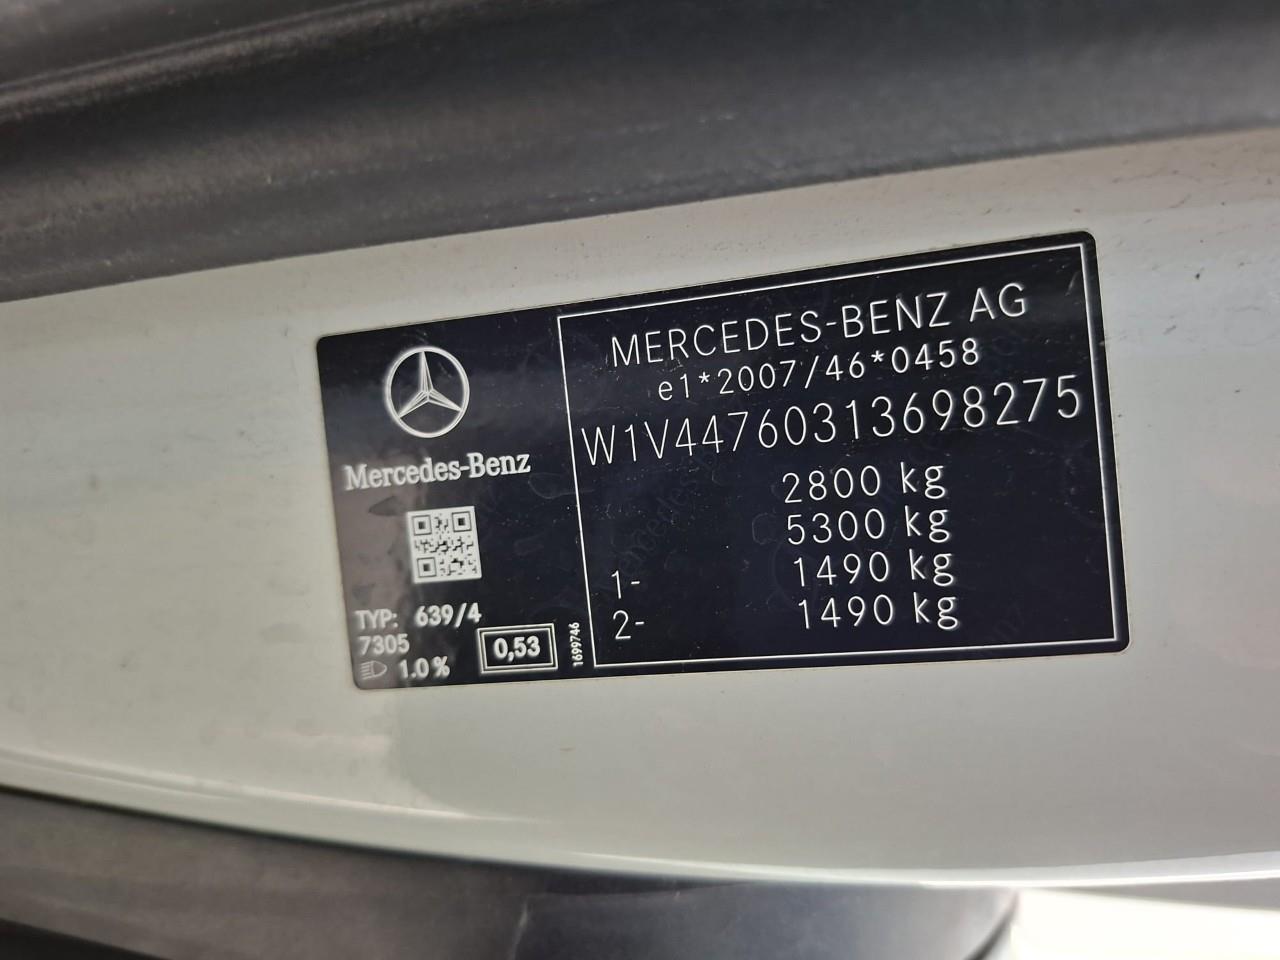 Mercedes-Benz
TYP: 639/4
7305
1.0 %
0,53
1699746
MERCEDES-BENZ AG
e1*2007/46*0458
W1V44760313698275
2800 kg
5300 kg
1- 1490 kg
2- 1490 kg